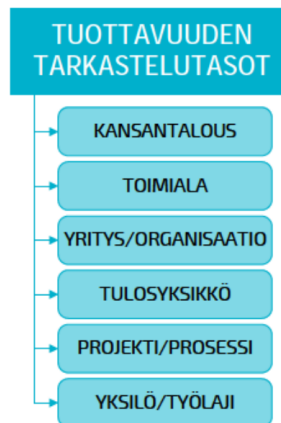 TUOTTAVUUDEN
TARKASTELUTASOT
KANSANTALOUS
TOIMIALA
YRITYS/ORGANISAATIO
TULOSYKSIKKÖ
PROJEKTI/PROSESSI
YKSILÖ/TYÖLAJI